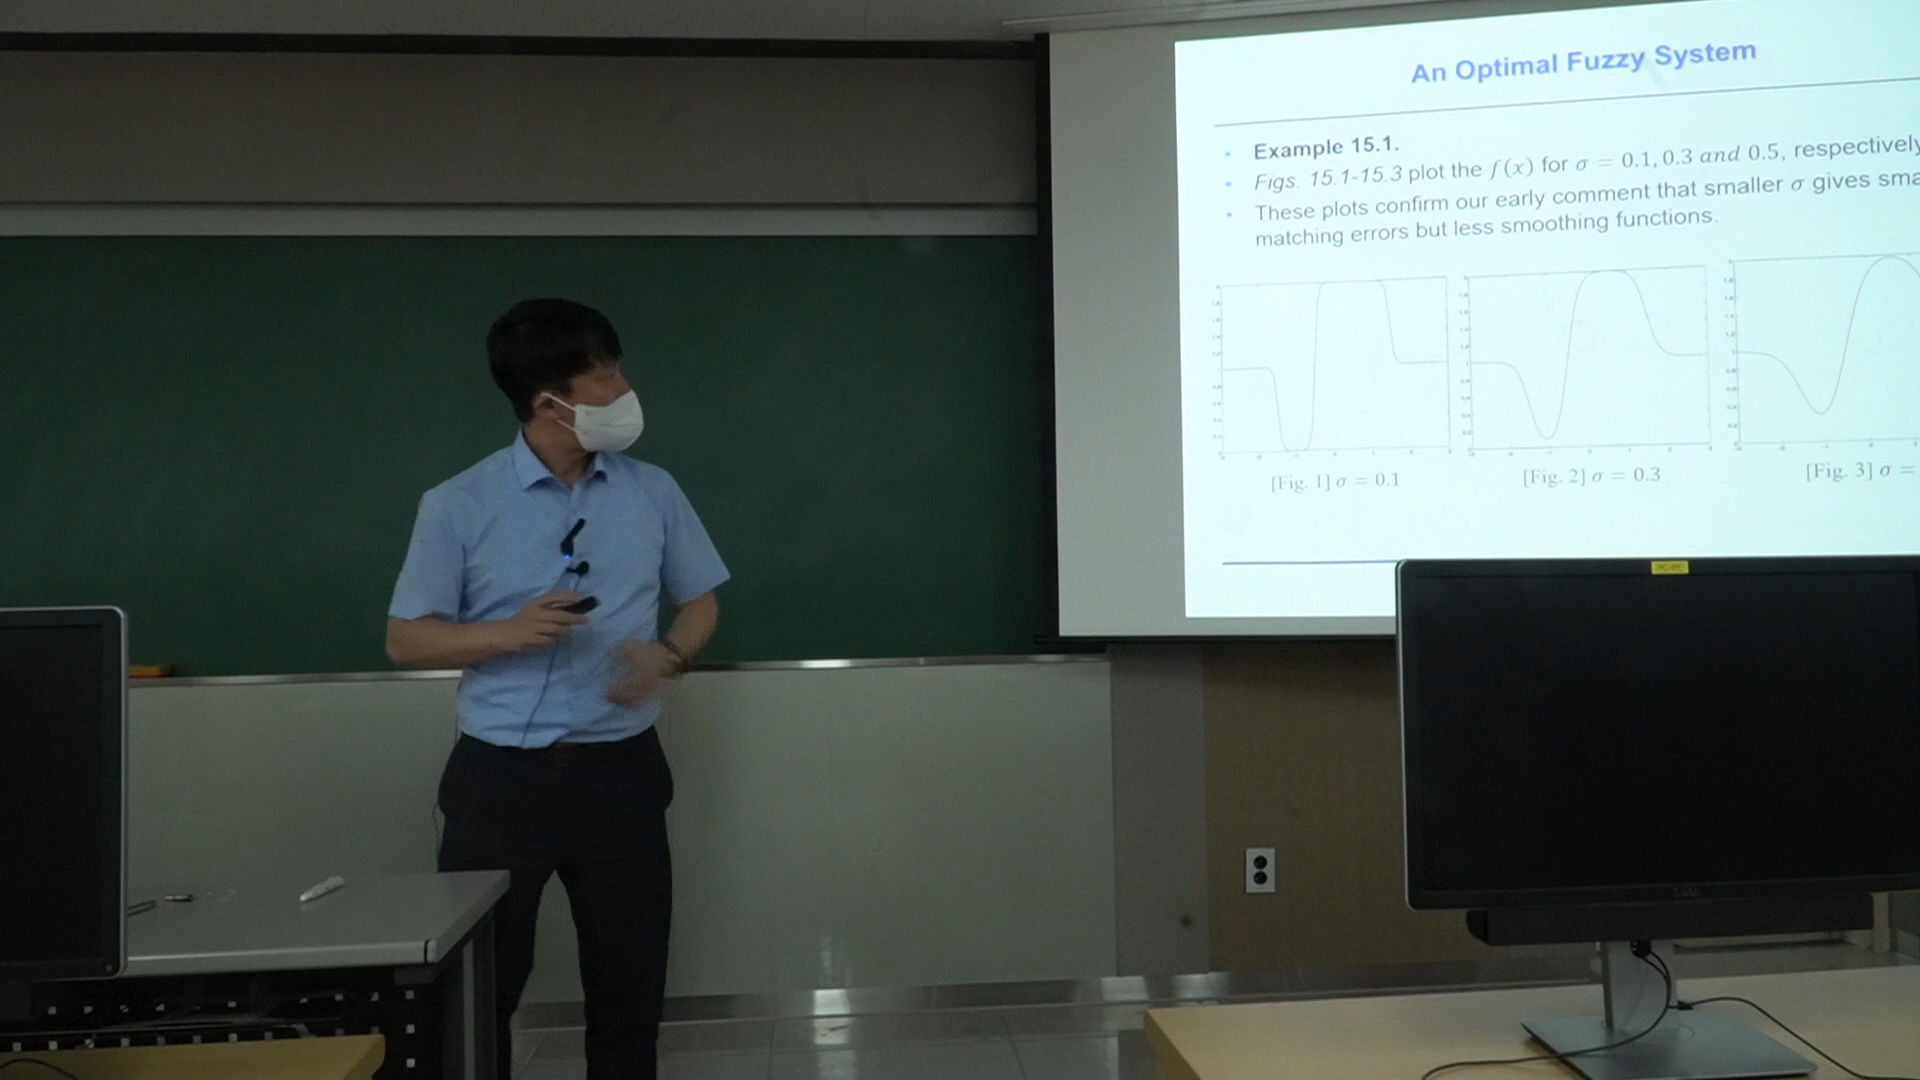 An Optimal Fuzzy System
Example 15.1.
Figs. 15.1-15.3 plot the f(x) for σ = 0.1, 0.3 and 0.5, respectively
These plots confirm our early comment that smaller σ gives sma
matching errors but less smoothing functions.
[Fig. 1] σ = 0.1
[Fig. 2] σ = 0.3
[Fig. 3] σ =